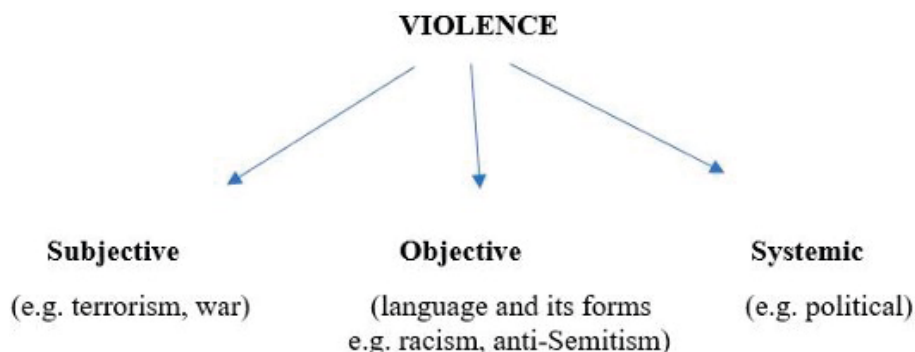 VIOLENCE
Subjective
Objective
Systemic
(e.g. terrorism, war)
(language and its forms
e.g. racism, anti-Semitism)
(e.g. political)